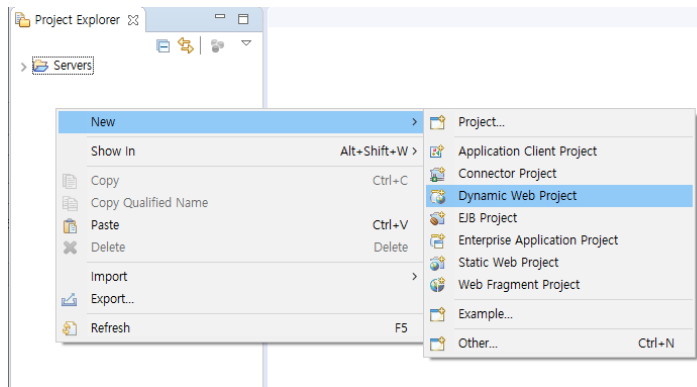 Project Explorer
Servers
New
Show In Alt+Shift+W
Copy Ctrl+C
Copy Qualified Name
Paste Ctrl+V
Delete Delete
Import
Export...
Refresh F5
Project...
Application Client Project
Connector Project
Dynamic Web Project
EJB Project
Enterprise Application Project
Static Web Project
Web Fragment Project
Example...
Other... Ctrl+N